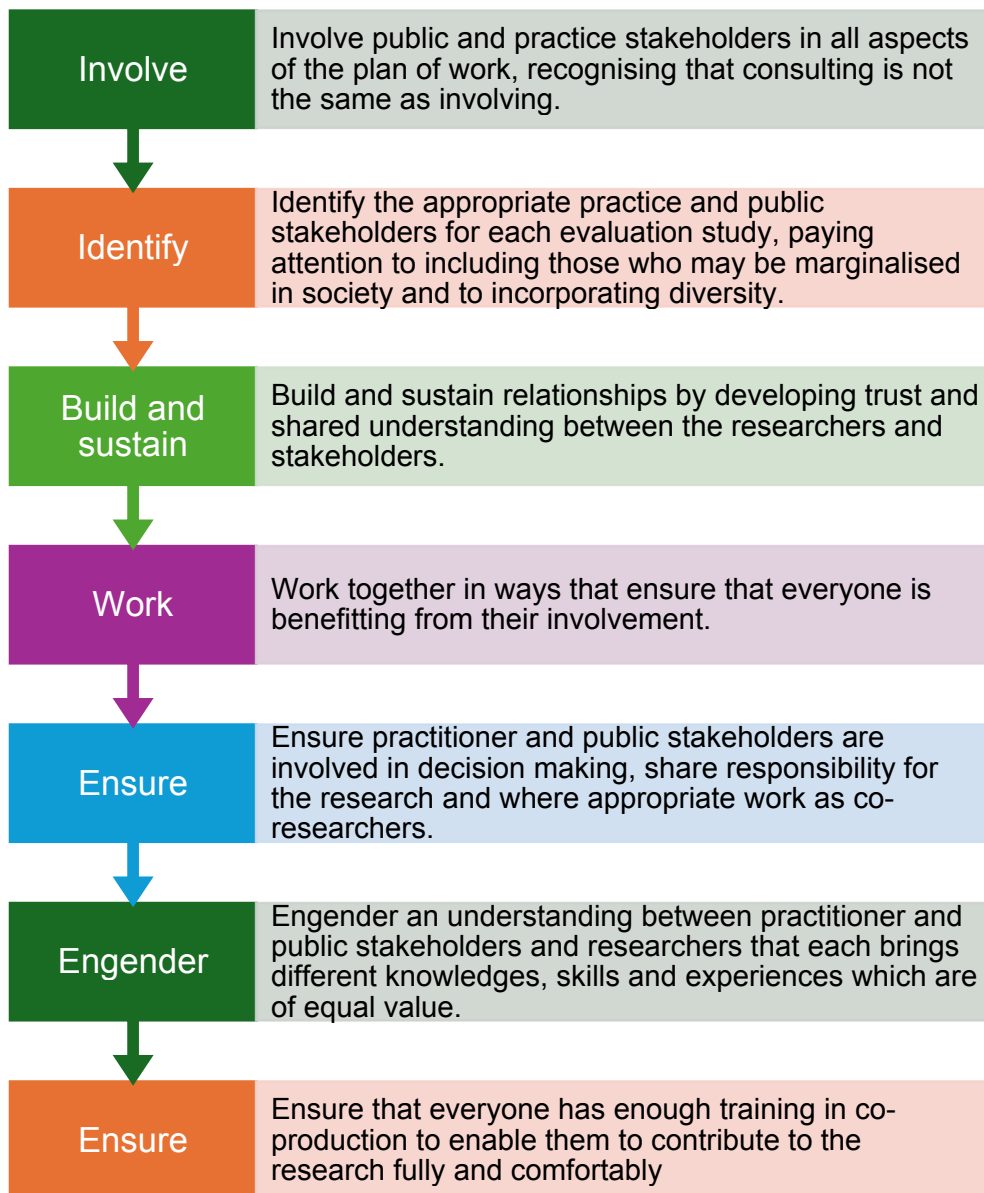 Involve
Involve public and practice stakeholders in all aspects
of the plan of work, recognising that consulting is not
the same as involving.
Identify
Identify the appropriate practice and public
stakeholders for each evaluation study, paying
attention to including those who may be marginalised
in society and to incorporating diversity.
Build and
sustain
Build and sustain relationships by developing trust and
shared understanding between the researchers and
stakeholders.
Work
Work together in ways that ensure that everyone is
benefitting from their involvement.
Ensure
Ensure practitioner and public stakeholders are
involved in decision making, share responsibility for
the research and where appropriate work as co-
researchers.
Engender
Engender an understanding between practitioner and
public stakeholders and researchers that each brings
different knowledges, skills and experiences which are
of equal value.
Ensure
Ensure that everyone has enough training in co-
production to enable them to contribute to the
research fully and comfortably